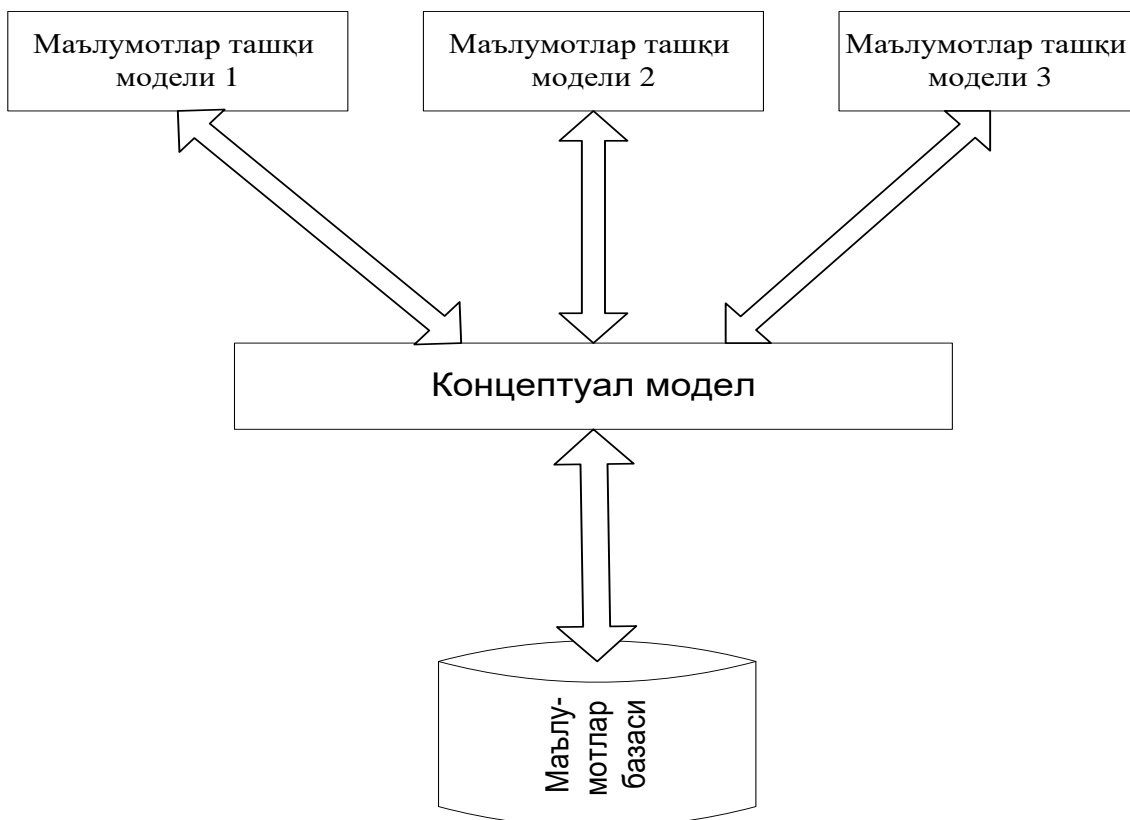 Маълумотлар ташқи
модели 1
Маълумотлар ташқи
модели 2
Маълумотлар ташқи
модели 3
Концептуал модел
Маълу-
мотлар
базаси